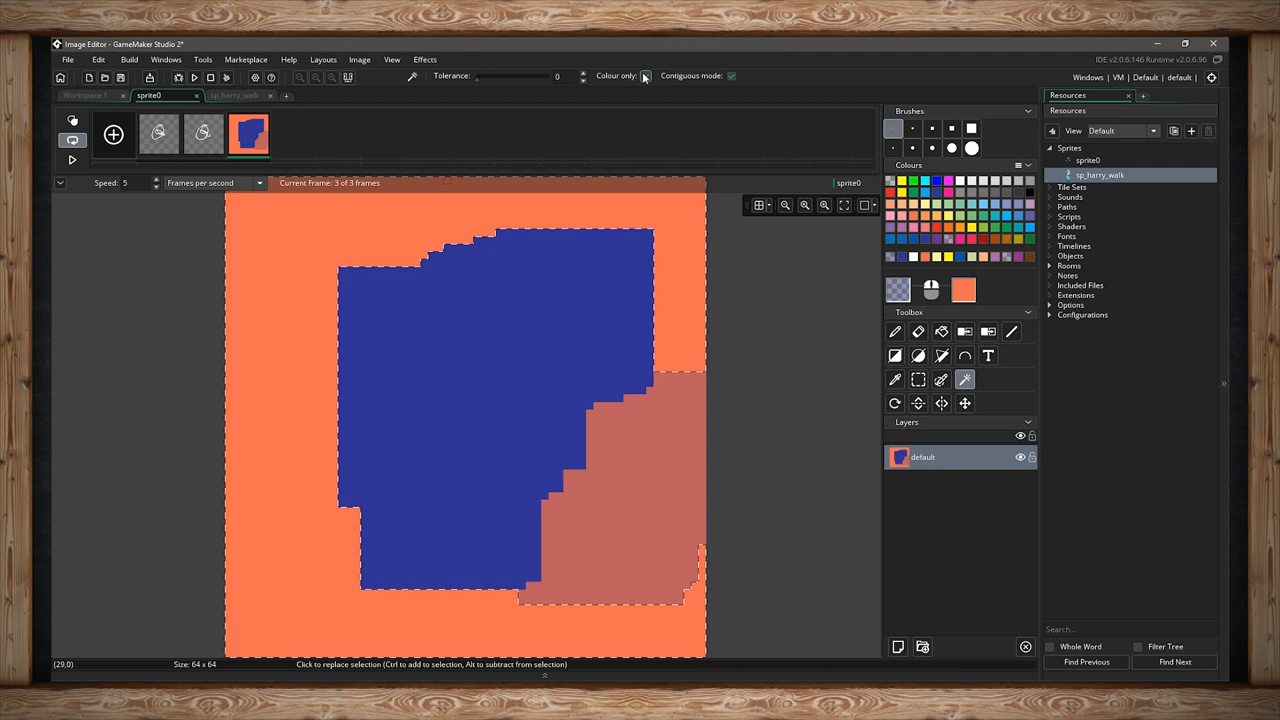 Image Editor - GameMaker Studio 2*
File Edit Build Windows Tools Marketplace Help Layouts Image View Effects
IDE v2.0.6.146 Runtime v2.0.6.96
Tolerance: 0 Colour only: Contiguous mode:
Windows | VM | Default | default |
Workspace 1 sprite0 sp_harry_walk
Resources
Brushes
Resources
View Default
Sprites
sprite0
sp_harry_walk
Tile Sets
Sounds
Paths
Scripts
Shaders
Fonts
Timelines
Objects
Rooms
Notes
Included Files
Extensions
Options
Configurations
Colours
Speed: 5 Frames per second Current Frame: 3 of 3 frames sprite0
Toolbox
T
Layers
default
Search...
Whole Word Filter Tree
Find Previous Find Next
(29,0) Size: 64 x 64 Click to replace selection (Ctrl to add to selection, Alt to subtract from selection)